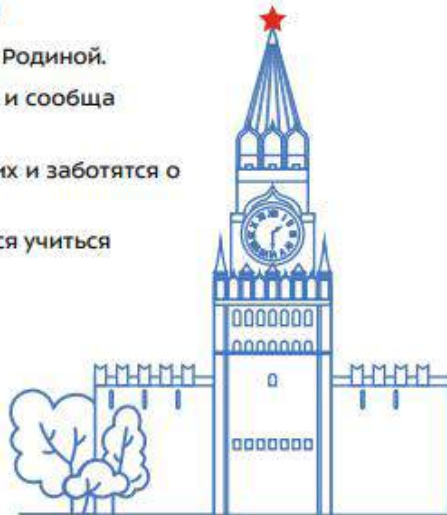 Родиной.
и сообща
их и заботятся о
ся учиться